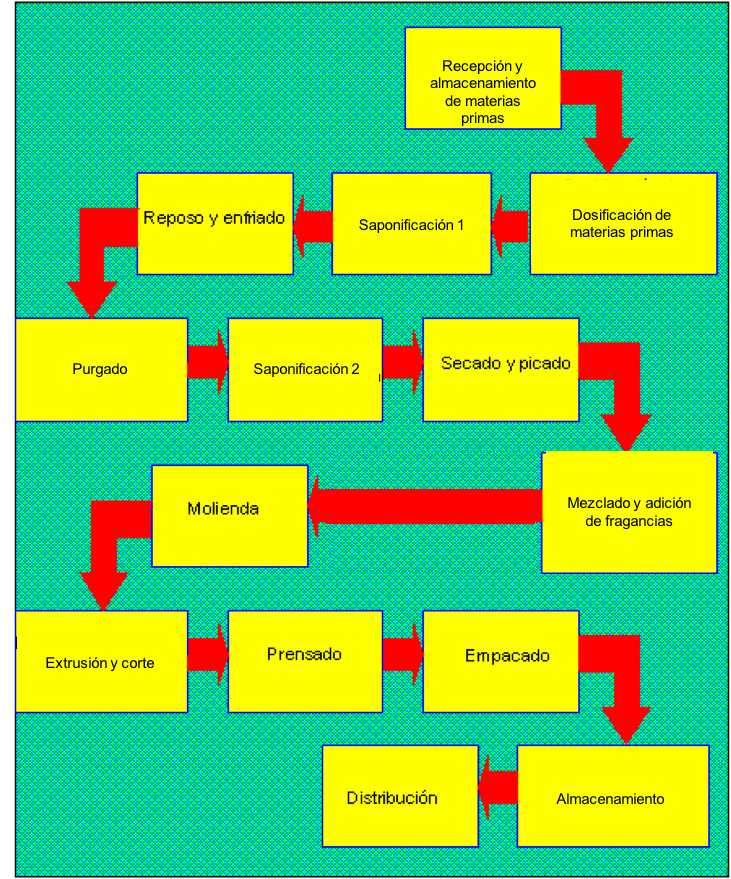 Recepción y
almacenamiento
de materias
primas
Dosificación de
materias primas
Saponificación 1
Reposo y enfriado
Purgado
Saponificación 2
Secado y picado
Mezclado y adición
de fragancias
Molienda
Extrusión y corte
Prensado
Empacado
Almacenamiento
Distribución